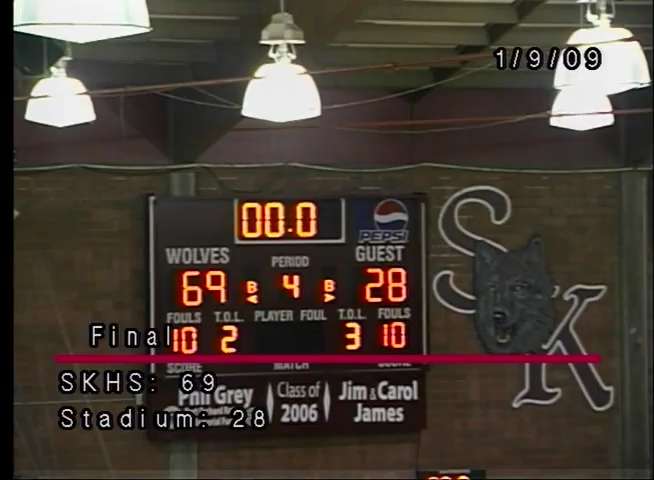 1/9/09
00.0
PEPSI
WOLVES PERIOD GUEST
69 B 4 B 28
FOULS T.O.L. PLAYER FOUL T.O.L. FOULS
10 2 3 10
Final
SCORE MATCH
SKHS: 69
Stadium: 28
Phil Grey
Class of 2006
Jim & Carol James
SK